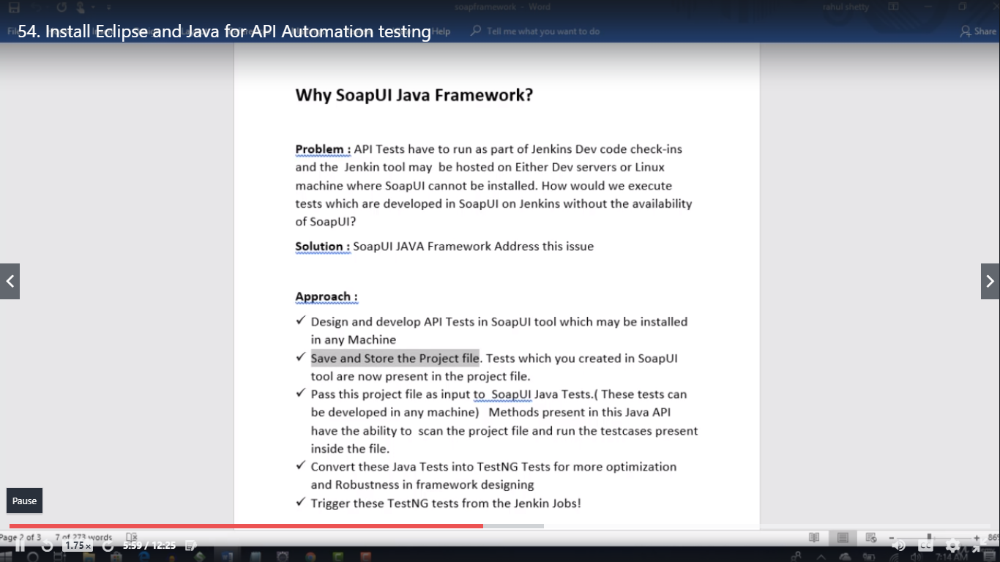 soapframework - Word
rahul shetty
54. Install Eclipse and Java for API Automation testing
Help
Tell me what you want to do
Share
Why SoapUI Java Framework?
Problem : API Tests have to run as part of Jenkins Dev code check-ins
and the Jenkin tool may be hosted on Either Dev servers or Linux
machine where SoapUI cannot be installed. How would we execute
tests which are developed in SoapUI on Jenkins without the availability
of SoapUI?
Solution : SoapUI JAVA Framework Address this issue
Approach :
✓ Design and develop API Tests in SoapUI tool which may be installed
in any Machine
✓ Save and Store the Project file. Tests which you created in SoapUI
tool are now present in the project file.
✓ Pass this project file as input to SoapUI Java Tests.( These tests can
be developed in any machine) Methods present in this Java API
have the ability to scan the project file and run the testcases present
inside the file.
✓ Convert these Java Tests into TestNG Tests for more optimization
and Robustness in framework designing
✓ Trigger these TestNG tests from the Jenkin Jobs!
Pause
Page 2 of 3 7 of 273 words
1.75x 5:59 / 12:25
CC
7:14 AM